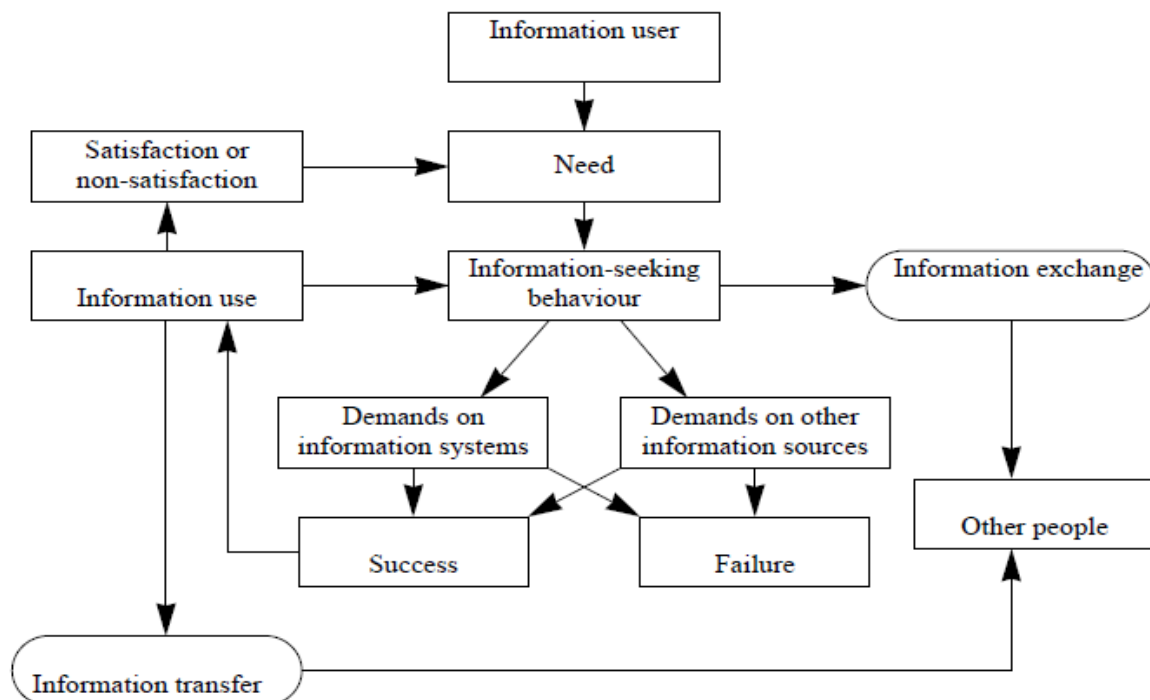 Information user
Satisfaction or
non-satisfaction
Need
Information use
Information-seeking
behaviour
Information exchange
Demands on
information systems
Demands on other
information sources
Success
Failure
Other people
Information transfer